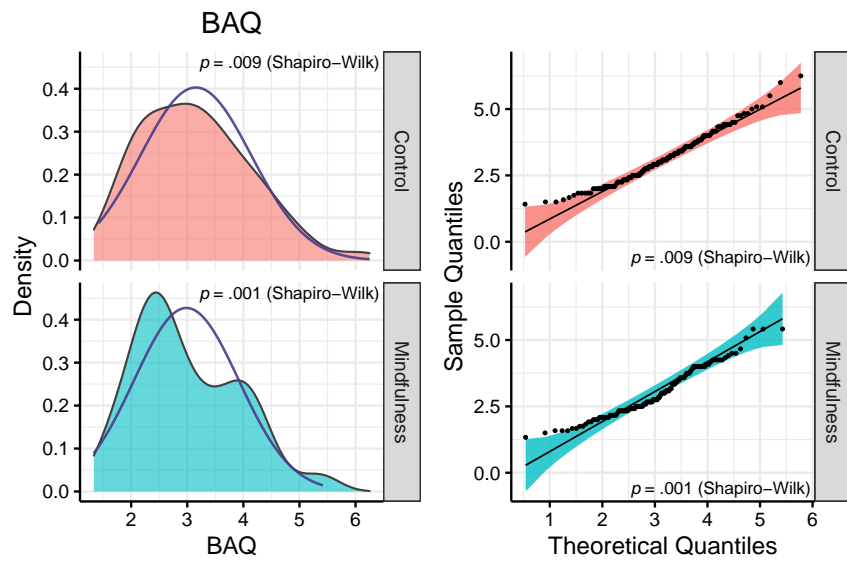 BAQ
p = .009 (Shapiro−Wilk)
0.4
0.3
0.2
0.1
0.0
Control
p = .001 (Shapiro−Wilk)
0.4
0.3
0.2
0.1
0.0
Mindfulness
Density
2 3 4 5 6
BAQ
5.0
2.5
0.0
p = .009 (Shapiro−Wilk)
Control
5.0
2.5
0.0
p = .001 (Shapiro−Wilk)
Mindfulness
Sample Quantiles
1 2 3 4 5 6
Theoretical Quantiles